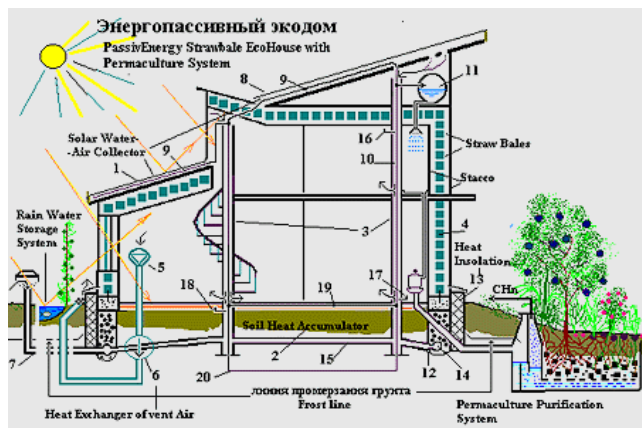 Энергопассивный экодом
PassivEnergy Strawbale EcoHouse with
Permaculture System
8
9
11
Solar Water-
-Air Collector
9
1
16
10
Straw Bales
Stacco
Rain Water
Storage
System
3
4
Heat
Insolation
5
13
17
CHn
18
19
Soil Heat Accumulator
2
7
6
15
12
14
20
линия промерзания грунта
Frost line
Heat Exchanger of vent Air
Permaculture Purification
System